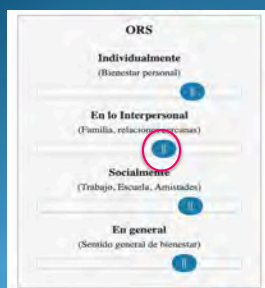 ORS
Individualmente
(Bienestar personal)
En lo Interpersonal
(Familia, relaciones cercanas)
Socialmente
(Trabajo, Escuela, Amistades)
En general
(Sentido general de bienestar)